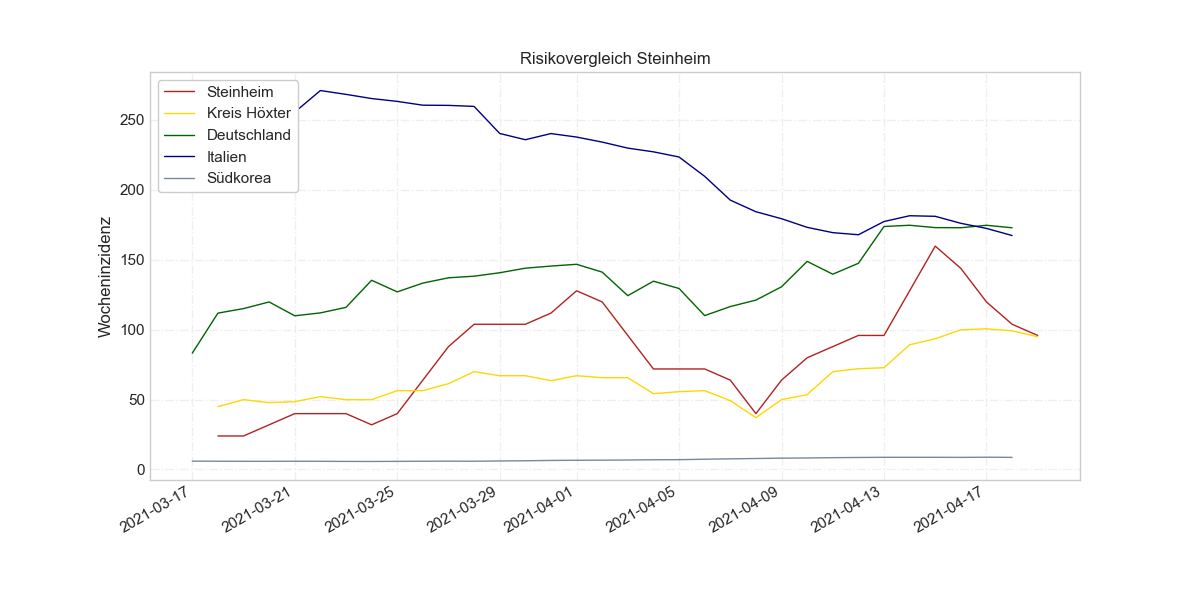 Risikovergleich Steinheim
Steinheim
Kreis Höxter
Deutschland
Italien
Südkorea
Wocheninzidenz
250
200
150
100
50
0
2021-03-17
2021-03-21
2021-03-25
2021-03-29
2021-04-01
2021-04-05
2021-04-09
2021-04-13
2021-04-17